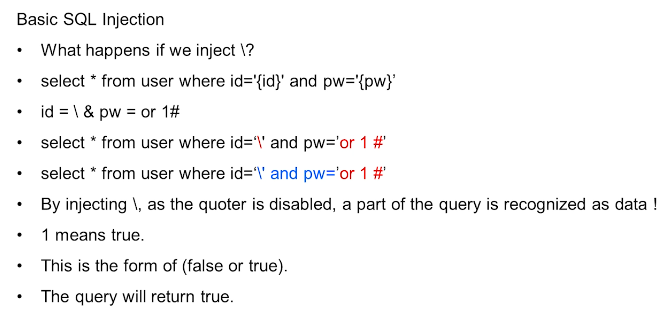 Basic SQL Injection
• What happens if we inject \?
• select * from user where id='{id}' and pw='{pw}’
• id = \ & pw = or 1#
• select * from user where id=‘\' and pw=’or 1 #’
• select * from user where id=‘\' and pw=’or 1 #’
• By injecting \, as the quoter is disabled, a part of the query is recognized as data !
• 1 means true.
• This is the form of (false or true).
• The query will return true.